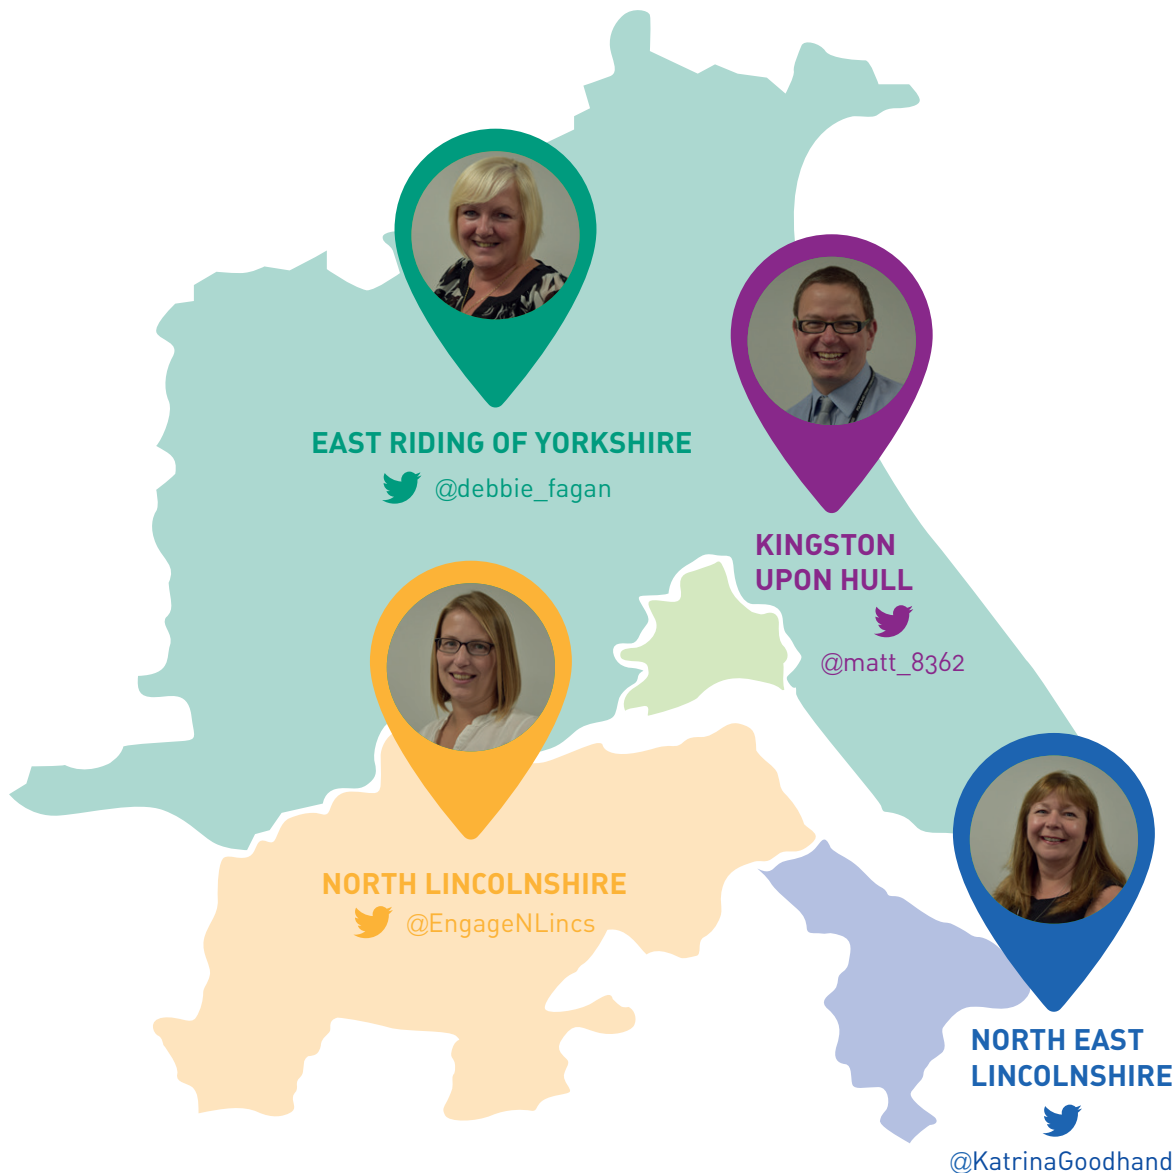 EAST RIDING OF YORKSHIRE
@debbie_fagan
KINGSTON
UPON HULL
@matt_8362
NORTH LINCOLNSHIRE
@EngageNLincs
NORTH EAST
LINCOLNSHIRE
@KatrinaGoodhand